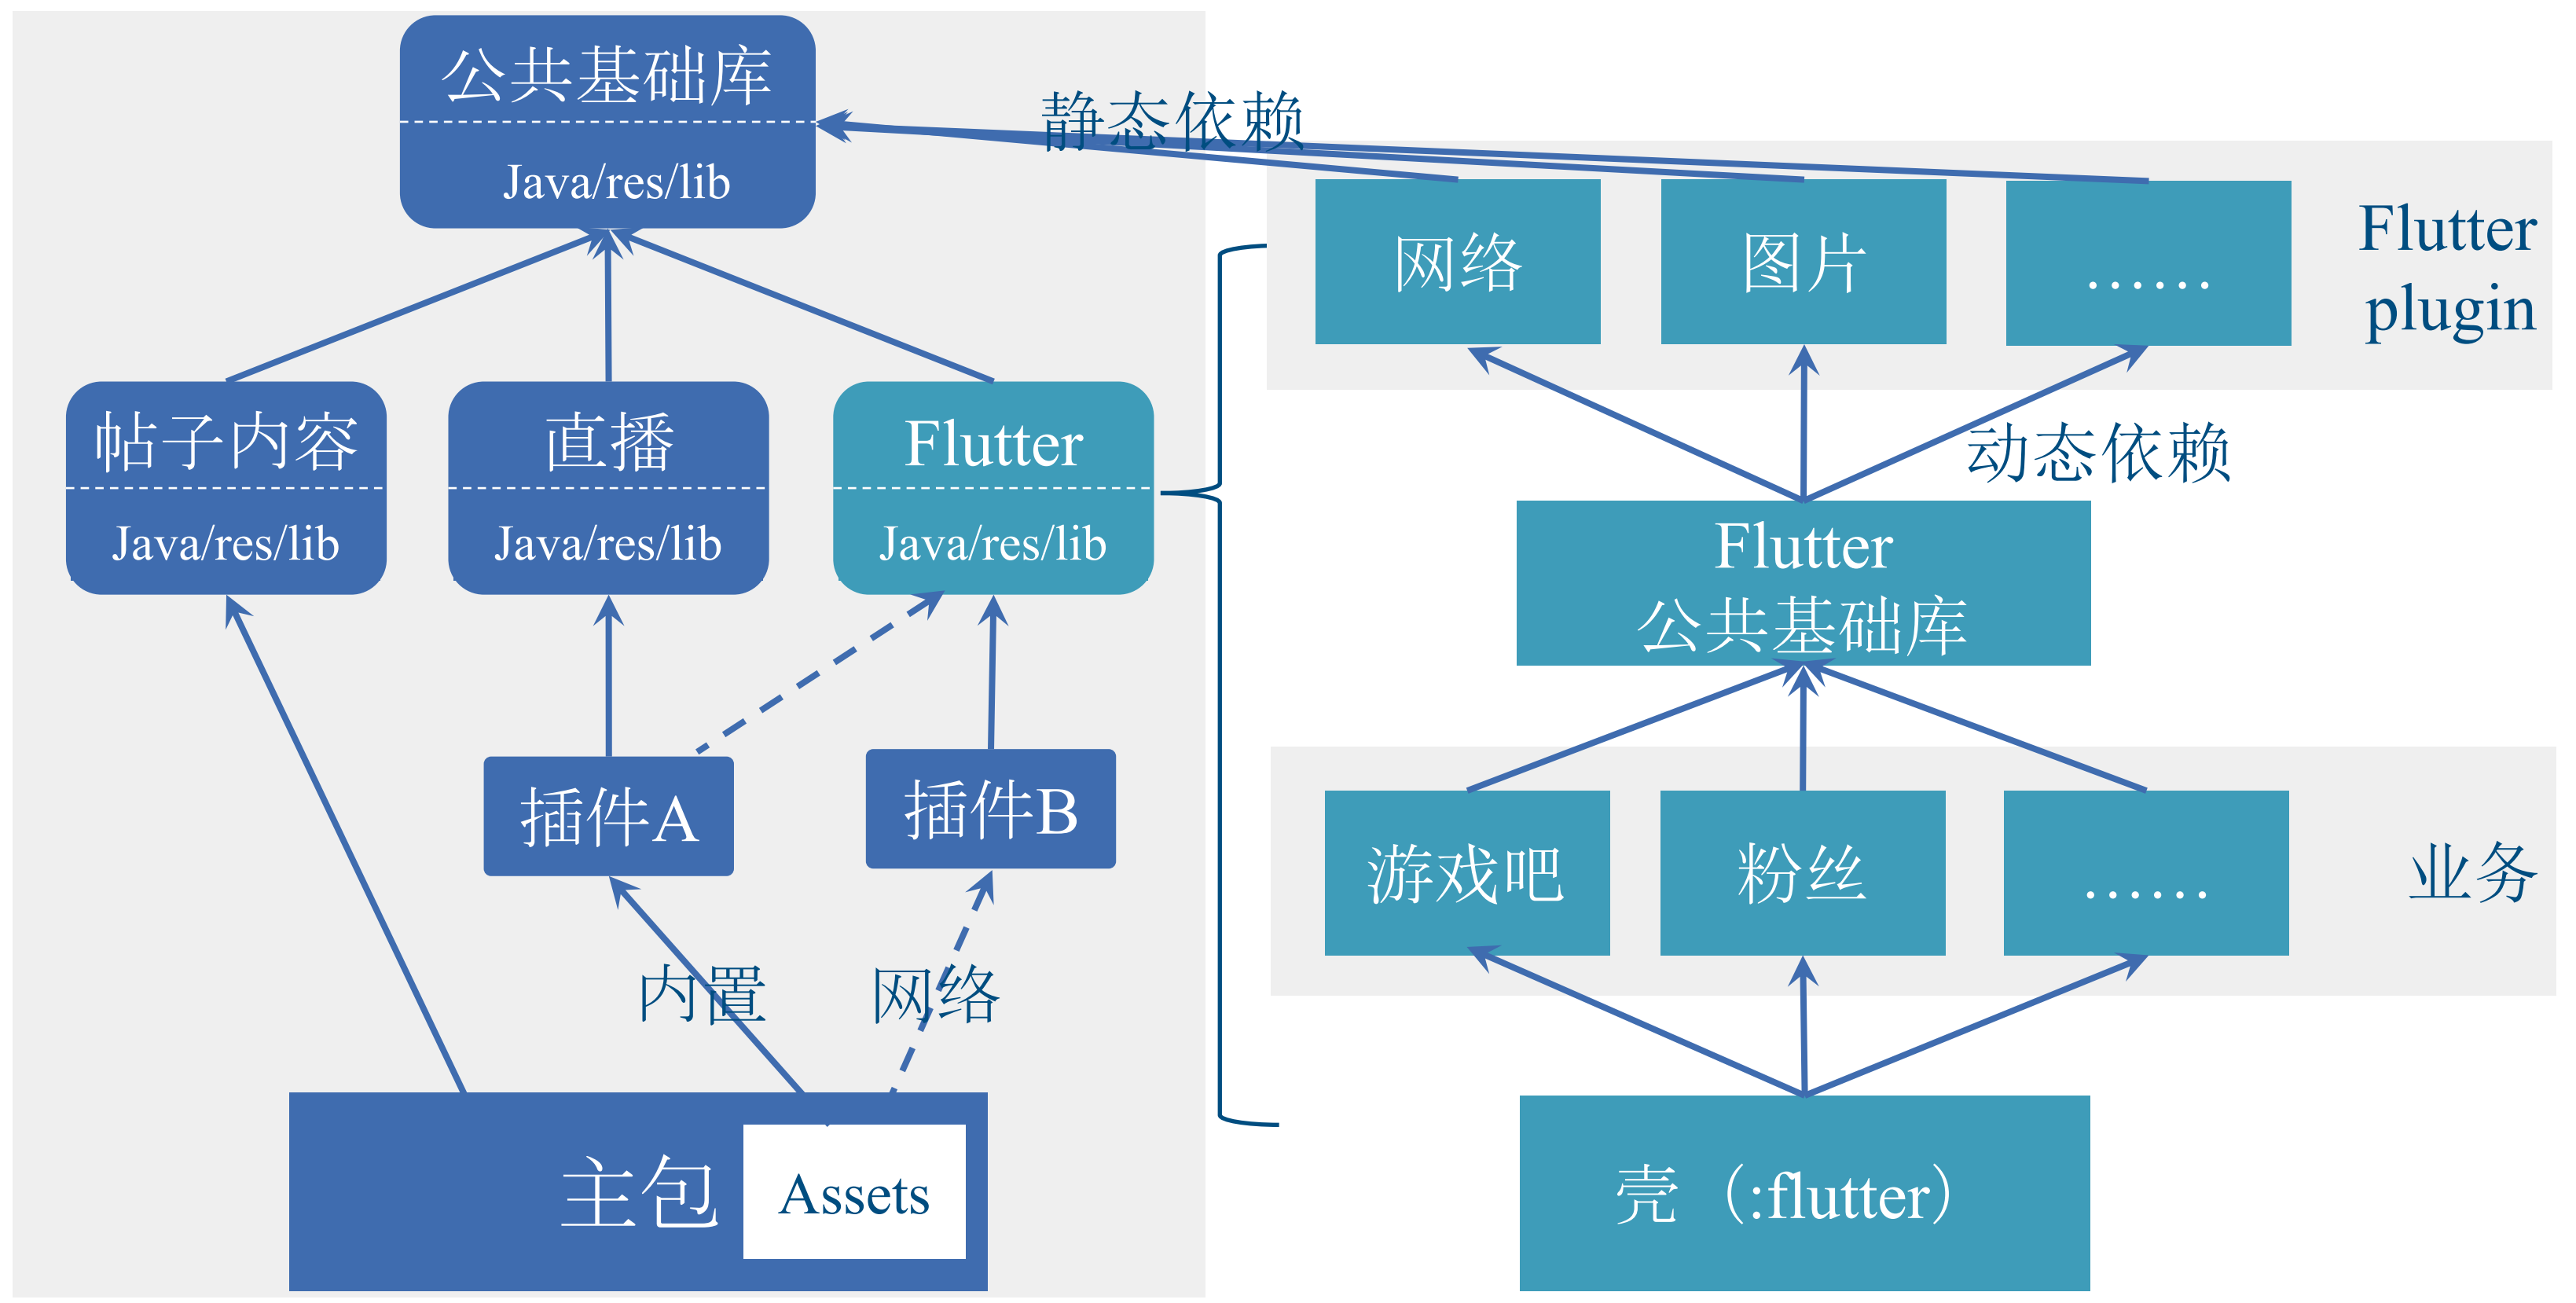 公共基础库
Java/res/lib
静态依赖
网络
图片
……
Flutter
plugin
帖子内容
Java/res/lib
直播
Java/res/lib
Flutter
Java/res/lib
动态依赖
Flutter
公共基础库
插件A
插件B
游戏吧
粉丝
……
业务
内置
网络
主包
Assets
壳（:flutter）